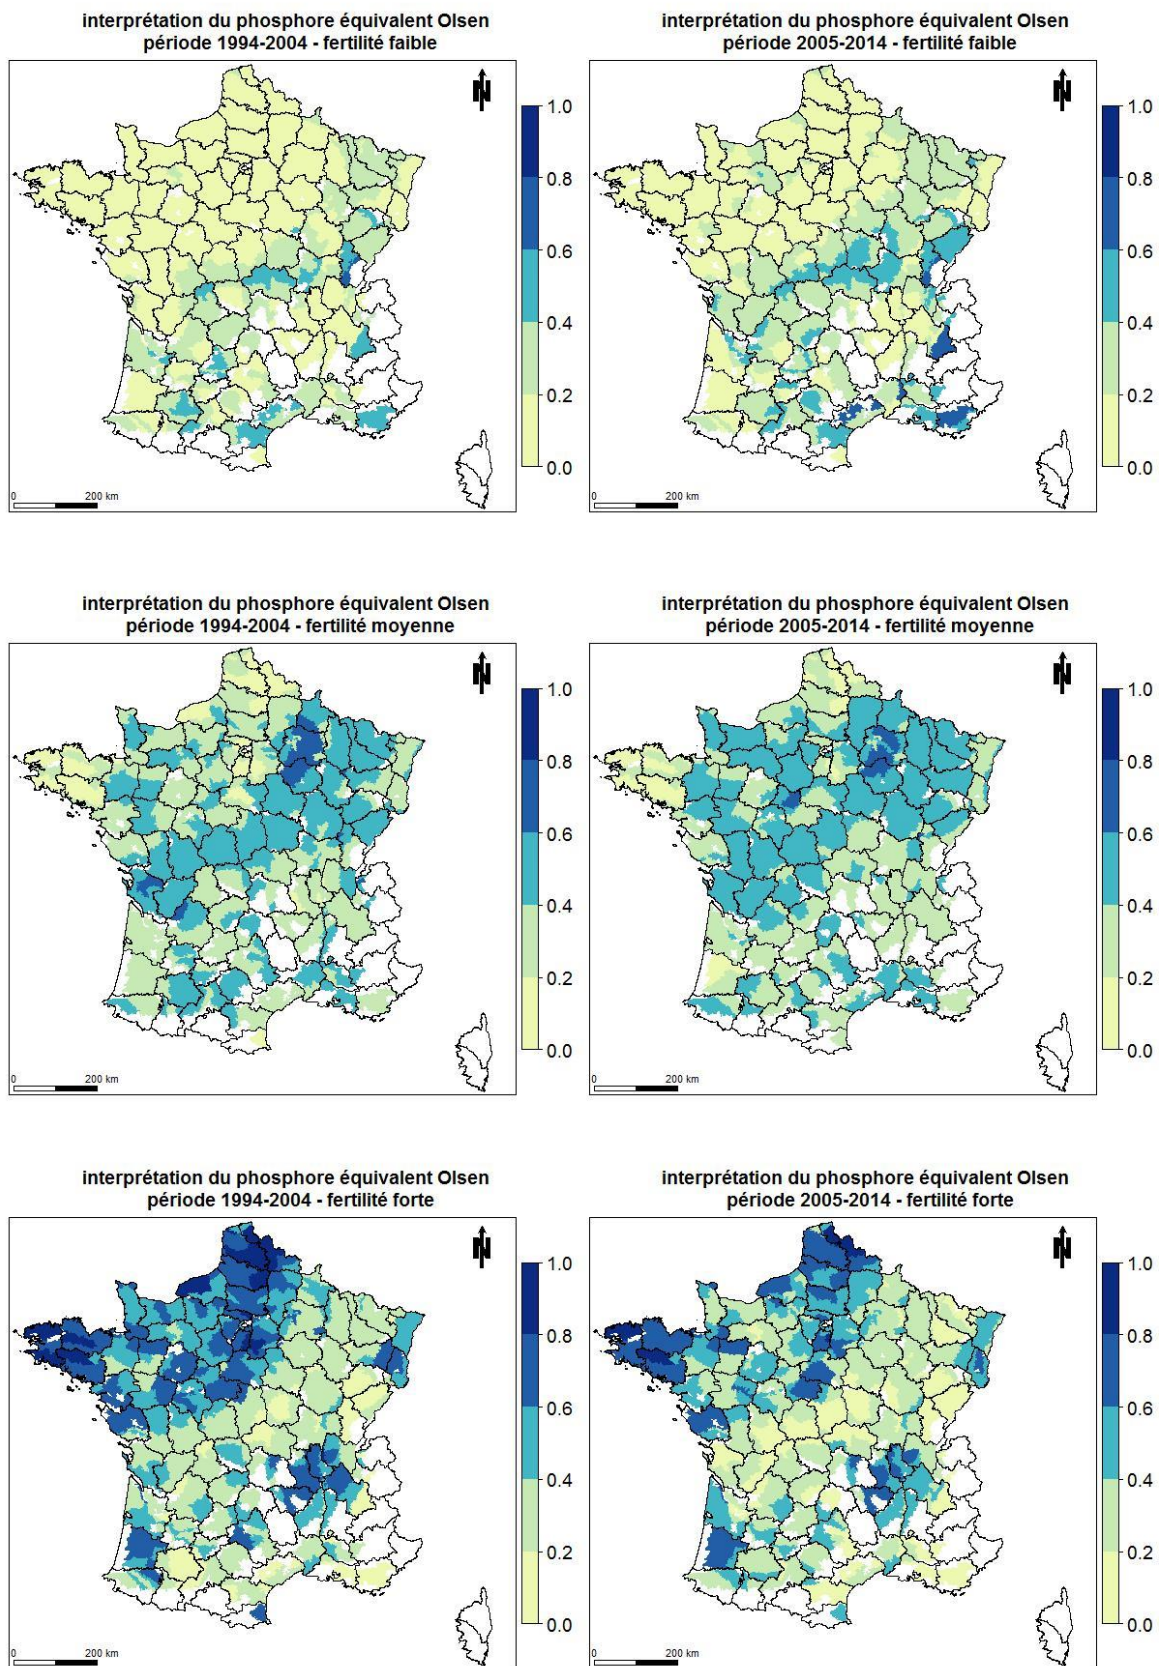 interprétation du phosphore équivalent Olsen
période 1994-2004 - fertilité faible
N
1.0
0.8
0.6
0.4
0.2
0.0
0 200 km
interprétation du phosphore équivalent Olsen
période 2005-2014 - fertilité faible
N
1.0
0.8
0.6
0.4
0.2
0.0
0 200 km
interprétation du phosphore équivalent Olsen
période 1994-2004 - fertilité moyenne
N
1.0
0.8
0.6
0.4
0.2
0.0
0 200 km
interprétation du phosphore équivalent Olsen
période 2005-2014 - fertilité moyenne
N
1.0
0.8
0.6
0.4
0.2
0.0
0 200 km
interprétation du phosphore équivalent Olsen
période 1994-2004 - fertilité forte
N
1.0
0.8
0.6
0.4
0.2
0.0
0 200 km
interprétation du phosphore équivalent Olsen
période 2005-2014 - fertilité forte
N
1.0
0.8
0.6
0.4
0.2
0.0
0 200 km